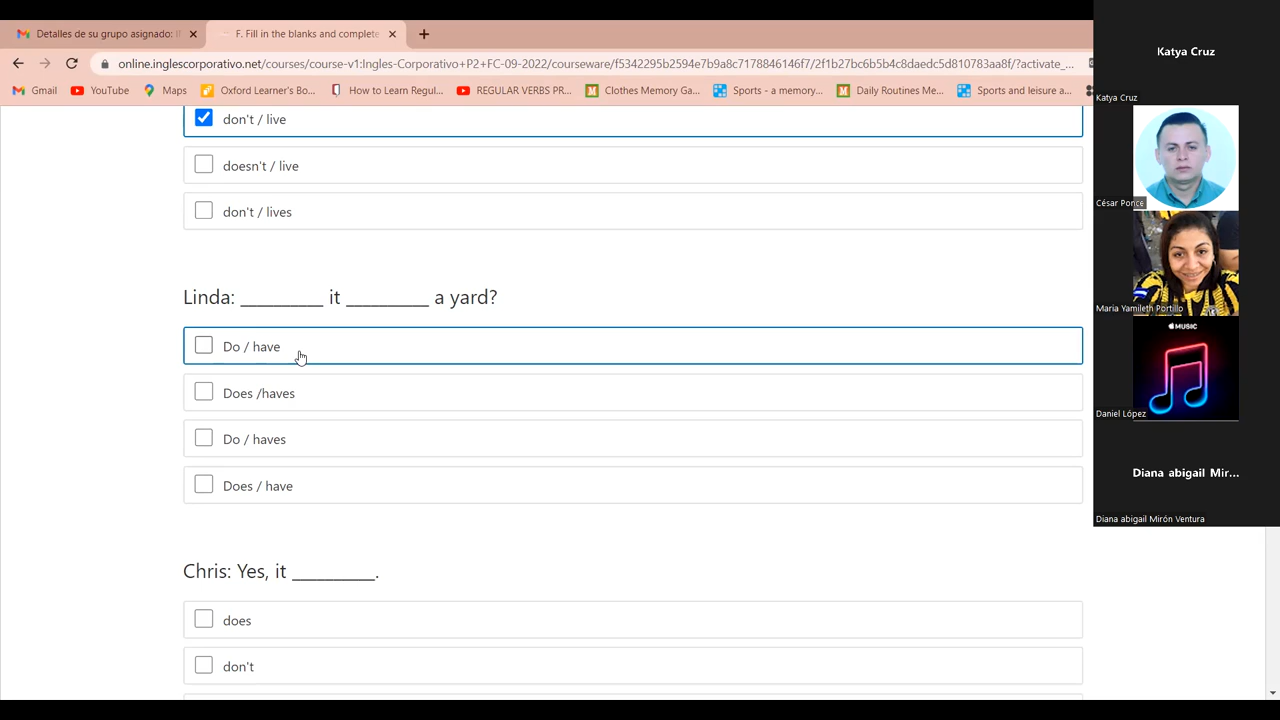 Detalles de su grupo asignado: I
F. Fill in the blanks and complete
online.inglescorporativo.net/courses/course-v1:Ingles-Corporativo+P2+FC-09-2022/courseware/f5342295b2594e7b9a8c7178846146f7/2f1b27bc6b5b4c8daedc5d810783aa8f/?activate_...
Gmail
YouTube
Maps
Oxford Learner's Bo...
How to Learn Regul...
REGULAR VERBS PR...
Clothes Memory Ga...
Sports - a memory...
Daily Routines Me...
Sports and leisure a...
don't / live
doesn't / live
don't / lives
Linda: __________ it __________ a yard?
Do / have
Does /haves
Do / haves
Does / have
Chris: Yes, it __________.
does
don't
Katya Cruz
Katya Cruz
César Ponce
Maria Yamileth Portillo
MUSIC
Daniel López
Diana abigail Mir...
Diana abigail Mirón Ventura